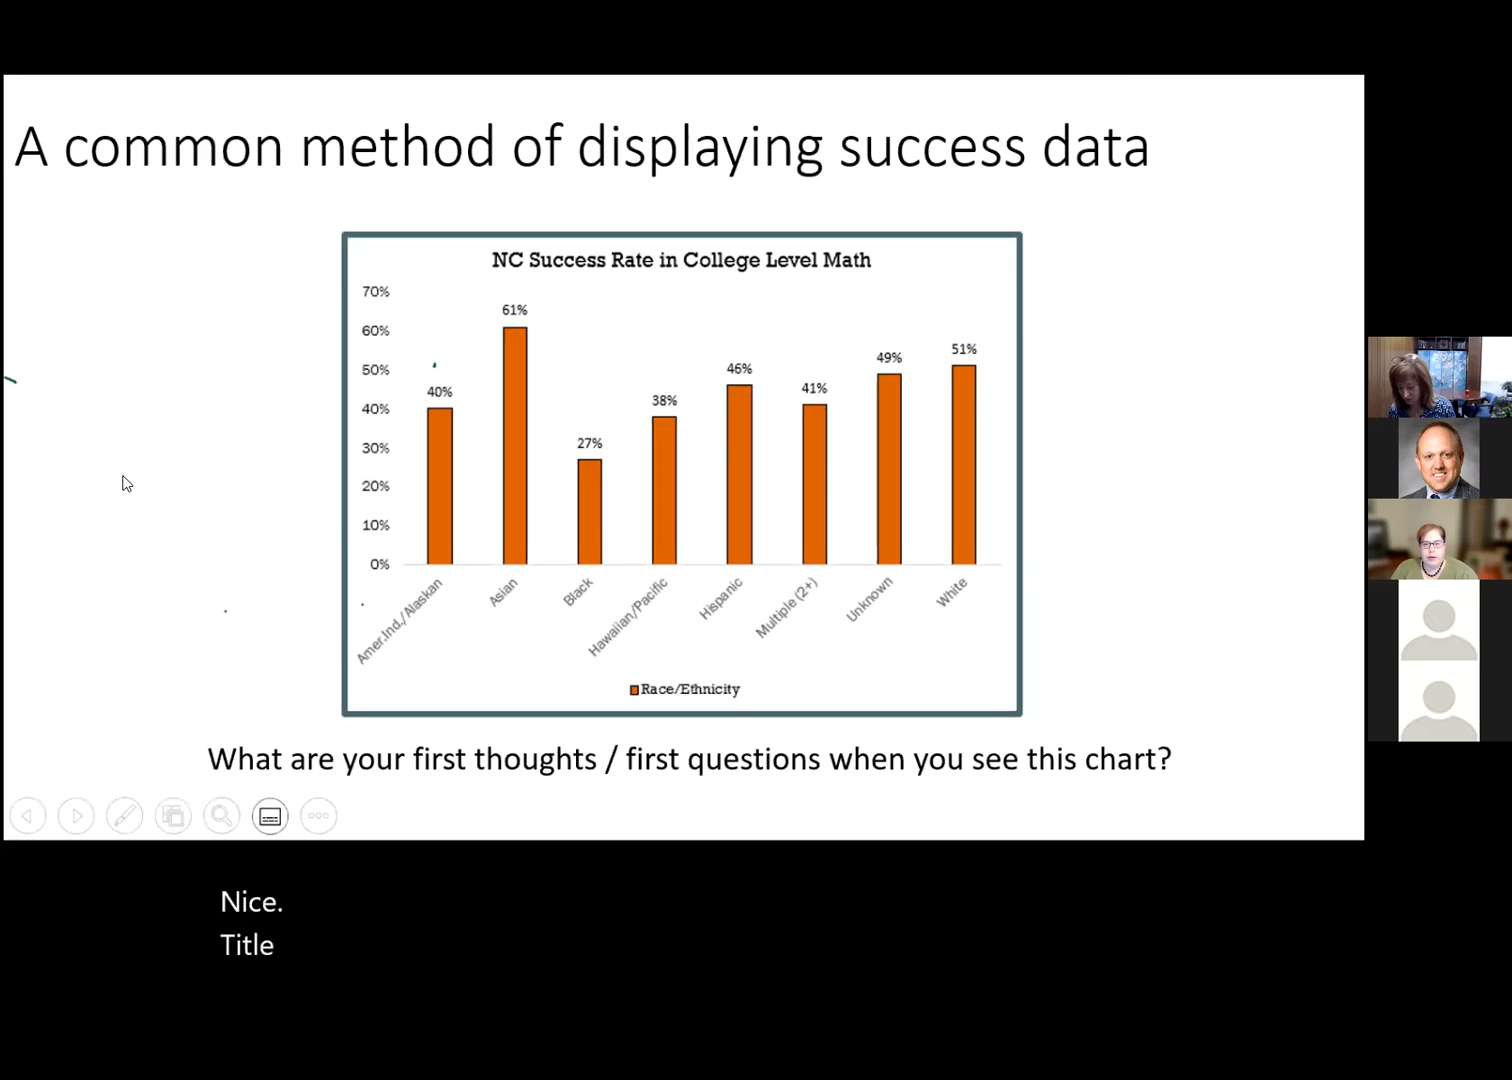 A common method of displaying success data
NC Success Rate in College Level Math
70%
60%
50%
40%
30%
20%
10%
0%
40%
61%
27%
38%
46%
41%
49%
51%
Amer.Ind./Alaskan
Asian
Black
Hawaiian/Pacific
Hispanic
Multiple (2+)
Unknown
White
Race/Ethnicity
What are your first thoughts / first questions when you see this chart?
Nice.
Title